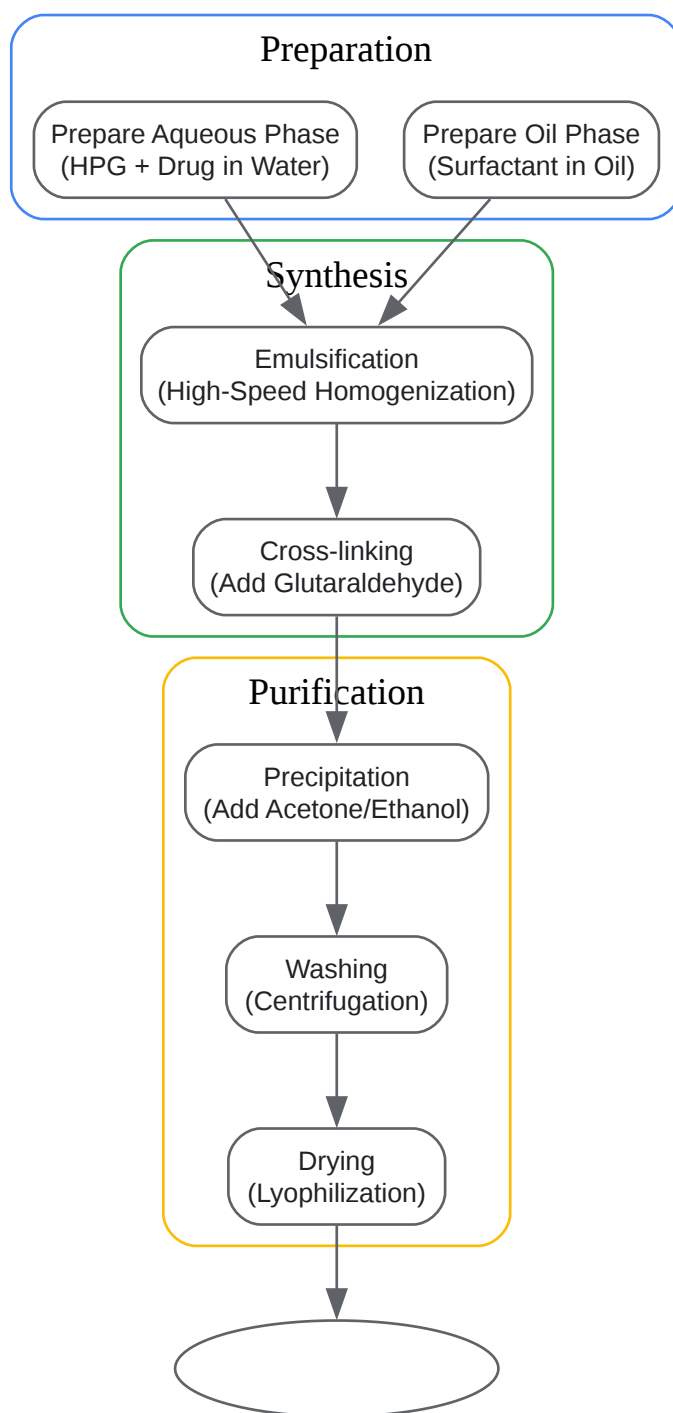 Preparation
Prepare Aqueous Phase
(HPG + Drug in Water)
Prepare Oil Phase
(Surfactant in Oil)
Synthesis
Emulsification
(High-Speed Homogenization)
Cross-linking
(Add Glutaraldehyde)
Purification
Precipitation
(Add Acetone/Ethanol)
Washing
(Centrifugation)
Drying
(Lyophilization)